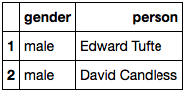 gender person
1 male Edward Tufte
2 male David Candless